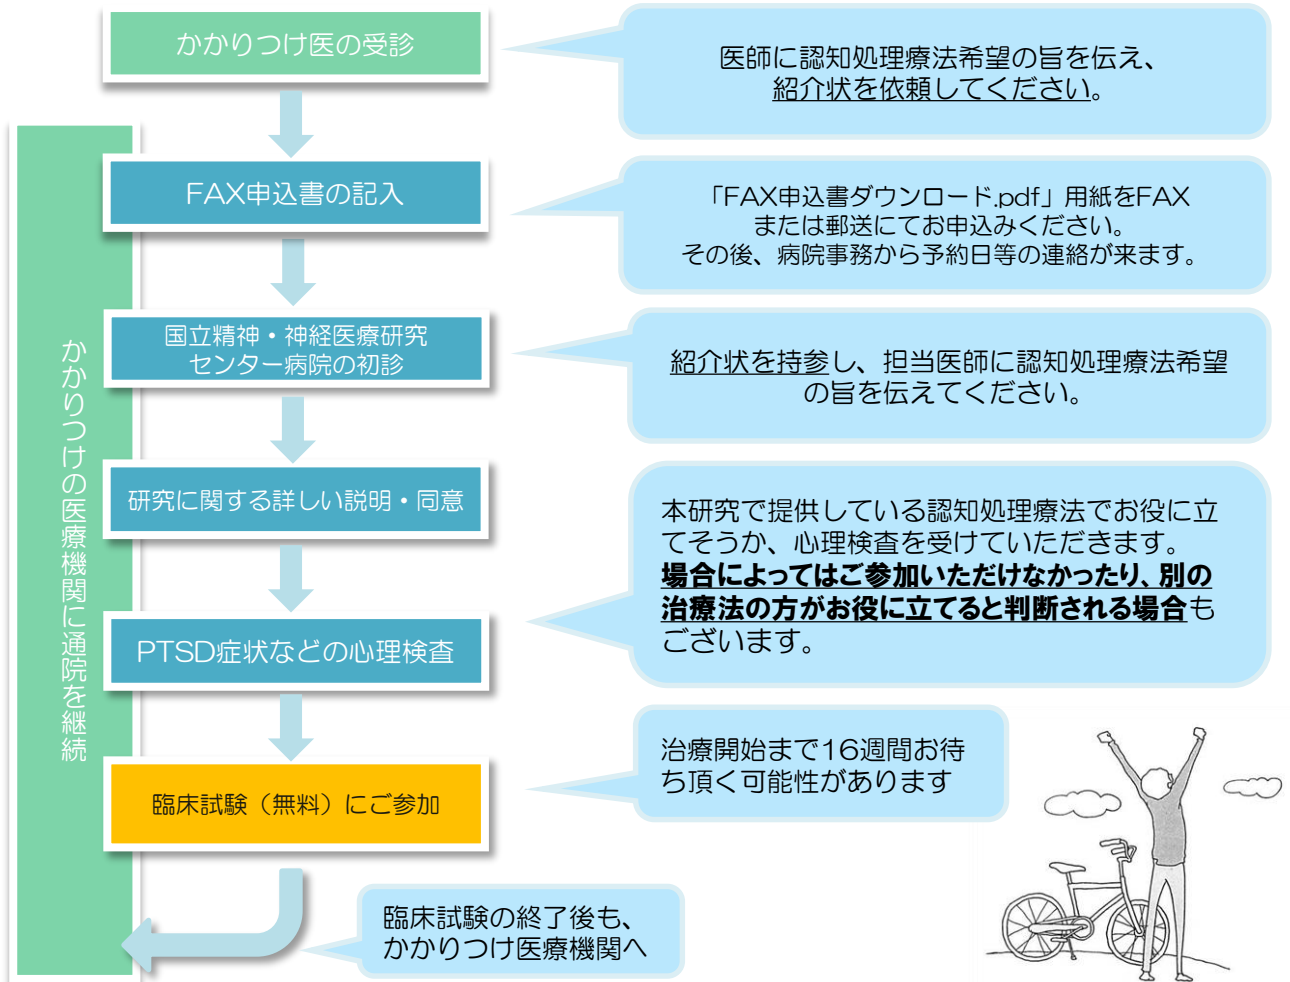 かかりつけ医の受診
医師に認知処理療法希望の旨を伝え、
紹介状を依頼してください。
FAX申込書の記入
「FAX申込書ダウンロード.pdf」用紙をFAX
または郵送にてお申込みください。
その後、病院事務から予約日等の連絡が来ます。
国立精神・神経医療研究
センター病院の初診
紹介状を持参し、担当医師に認知処理療法希望
の旨を伝えてください。
研究に関する詳しい説明・同意
本研究で提供している認知処理療法でお役に立
てそうか、心理検査を受けていただきます。
場合によってはご参加いただけなかったり、別の
治療法の方がお役に立てると判断される場合も
ございます。
PTSD症状などの心理検査
治療開始まで16週間お待
ち頂く可能性があります
臨床試験（無料）にご参加
臨床試験の終了後も、
かかりつけ医療機関へ
かかりつけの医療機関に通院を継続